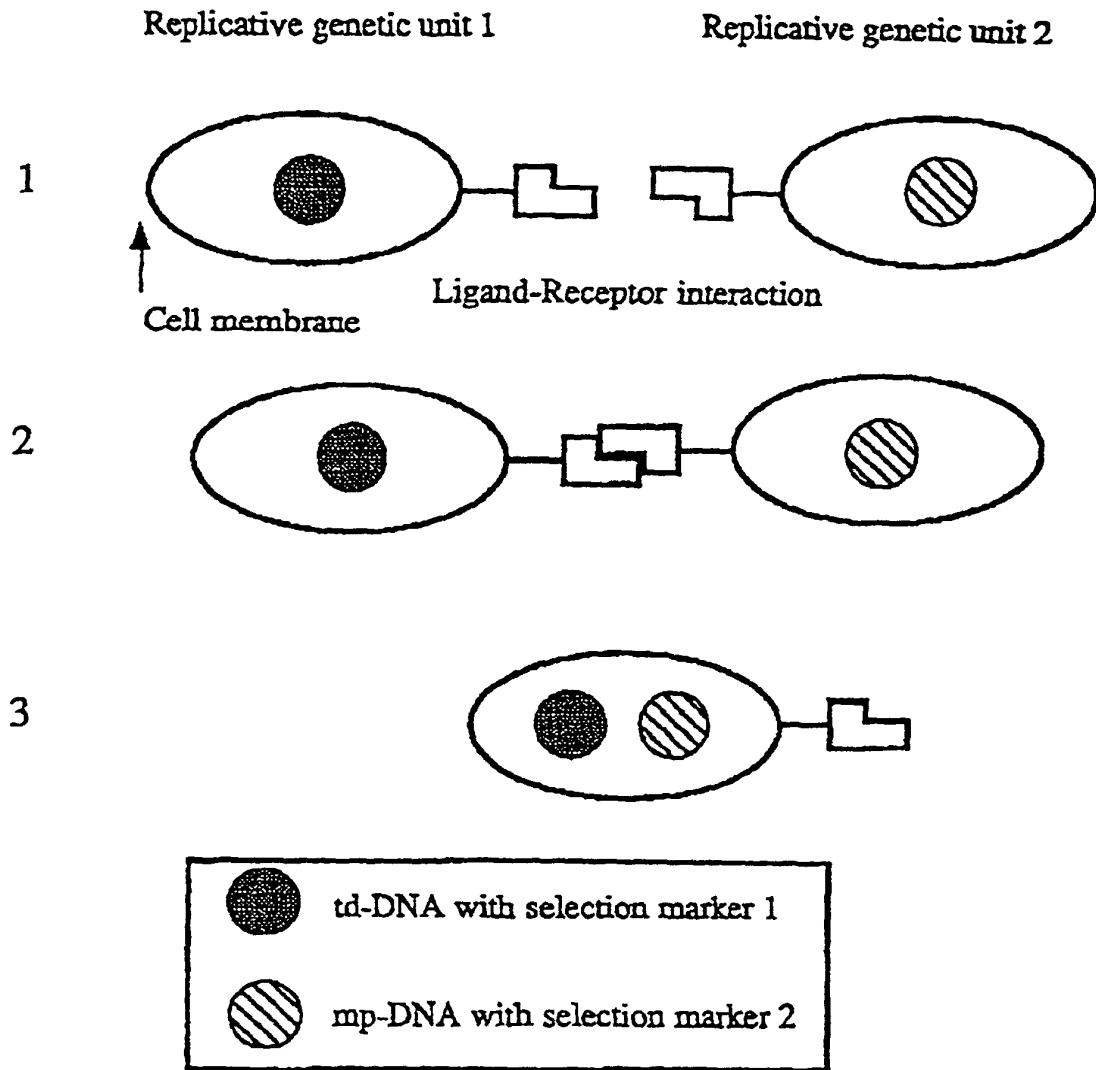 Replicative genetic unit 1
Replicative genetic unit 2
1
Ligand-Receptor interaction
Cell membrane
2
3
td-DNA with selection marker 1
mp-DNA with selection marker 2